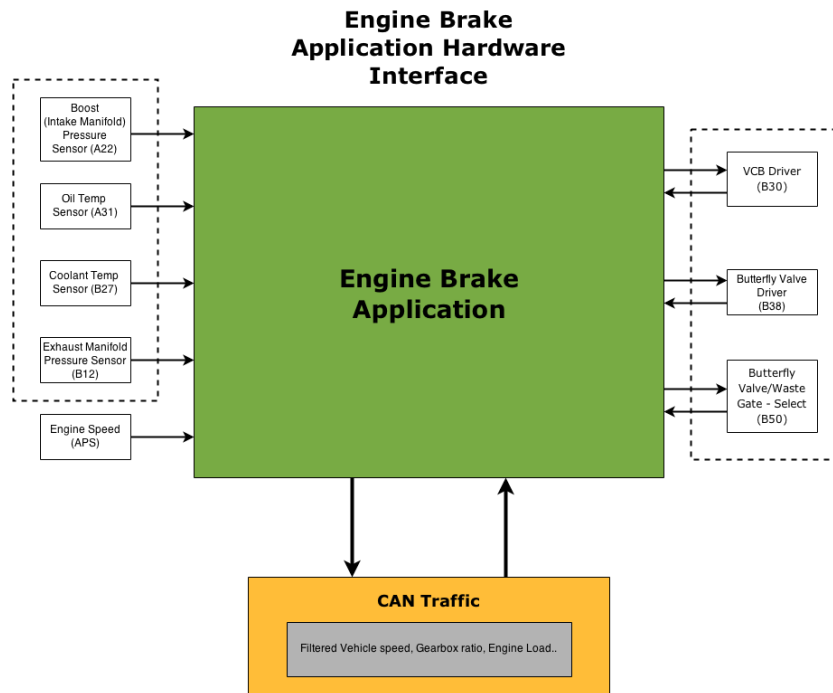 Engine Brake
Application Hardware
Interface
Boost
(Intake Manifold)
Pressure
Sensor (A22)
Oil Temp
Sensor (A31)
Coolant Temp
Sensor (B27)
Exhaust Manifold
Pressure Sensor
(B12)
Engine Speed
(APS)
Engine Brake
Application
VCB Driver
(B30)
Butterfly Valve
Driver
(B38)
Butterfly
Valve/Waste
Gate - Select
(B50)
CAN Traffic
Filtered Vehicle speed, Gearbox ratio, Engine Load..